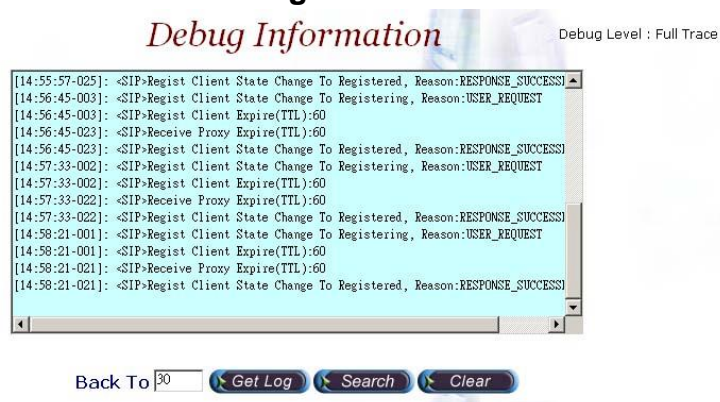 Debug Information
Debug Level : Full Trace
[14:55:57-025]: <SIP>Regist Client State Change To Registered, Reason:RESPONSE_SUCCESS
[14:56:45-003]: <SIP>Regist Client State Change To Registering, Reason:USER_REQUEST
[14:56:45-003]: <SIP>Regist Client Expire(TTL):60
[14:56:45-023]: <SIP>Receive Proxy Expire(TTL):60
[14:56:45-023]: <SIP>Regist Client State Change To Registered, Reason:RESPONSE_SUCCESS
[14:57:33-002]: <SIP>Regist Client State Change To Registering, Reason:USER_REQUEST
[14:57:33-002]: <SIP>Regist Client Expire(TTL):60
[14:57:33-022]: <SIP>Receive Proxy Expire(TTL):60
[14:57:33-022]: <SIP>Regist Client State Change To Registered, Reason:RESPONSE_SUCCESS
[14:58:21-001]: <SIP>Regist Client State Change To Registering, Reason:USER_REQUEST
[14:58:21-001]: <SIP>Regist Client Expire(TTL):60
[14:58:21-021]: <SIP>Receive Proxy Expire(TTL):60
[14:58:21-021]: <SIP>Regist Client State Change To Registered, Reason:RESPONSE_SUCCESS
Back To 30 Get Log Search Clear